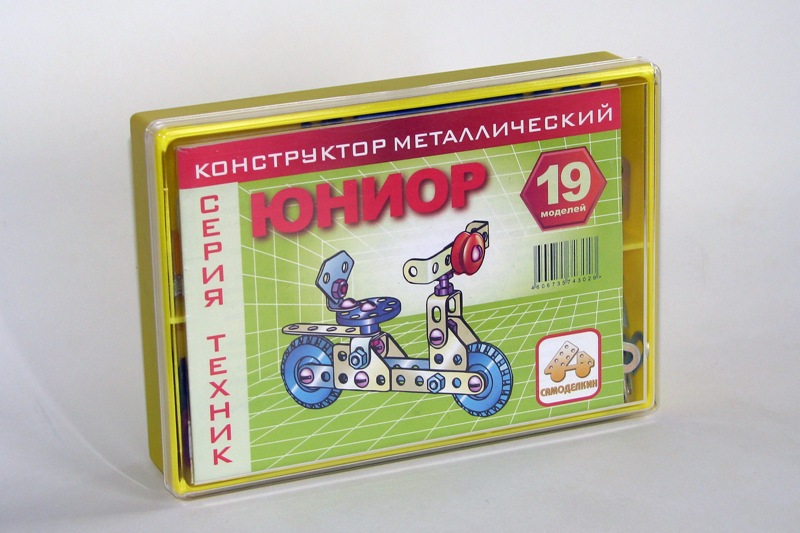 КОНСТРУКТОР МЕТАЛЛИЧЕСКИЙ
СЕРИЯ ТЕХНИК
ЮНИОР
19
моделей
САМОДЕЛКИН